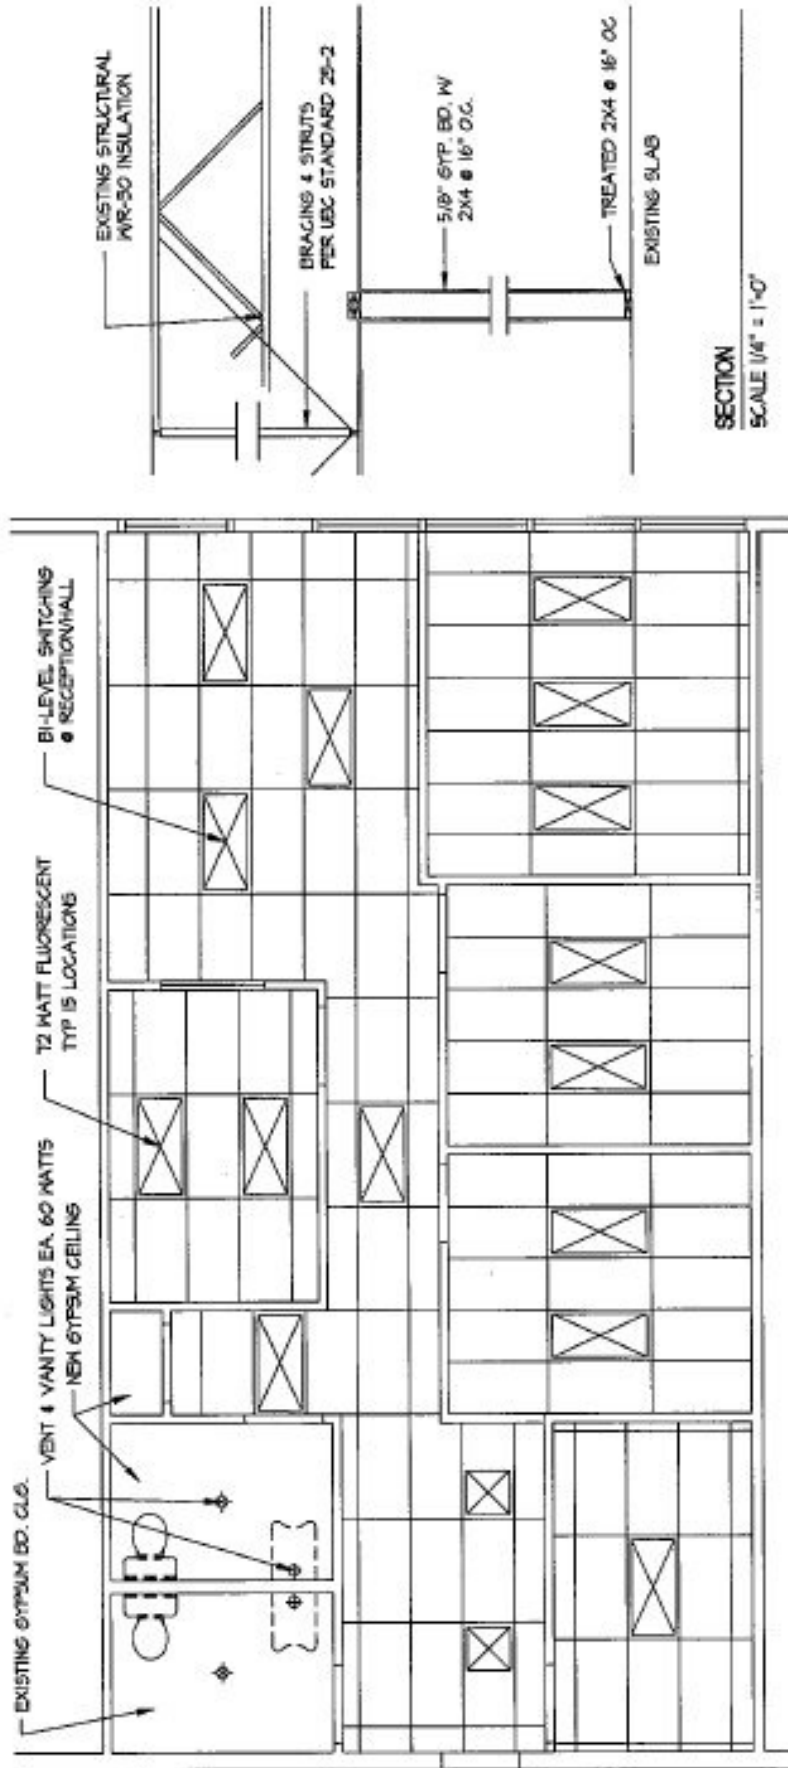 EXISTING GYPSUM BD. CLG.
VENT & VANITY LIGHTS EA. 60 WATTS
NEW GYPSUM CEILING
72 WATT FLUORESCENT
TYP 15 LOCATIONS
BI-LEVEL SWITCHING
@ RECEPTION/HALL
EXISTING STRUCTURAL
W/R-30 INSULATION
BRACING & STRUTS
PER UBC STANDARD 25-2
5/8" GYP. BD. W/
2X4 @ 16" O.C.
TREATED 2X4 @ 16" OC
EXISTING SLAB
SECTION
SCALE 1/4" = 1'-0"